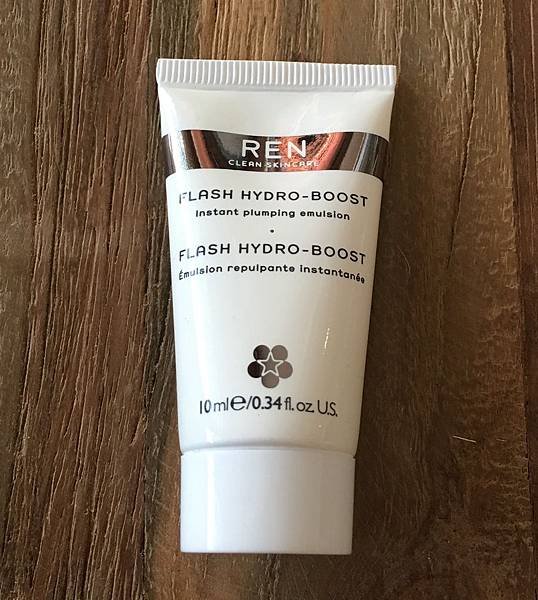 REN
CLEAN SKINCARE
FLASH HYDRO-BOOST
Instant plumping emulsion
•
FLASH HYDRO-BOOST
Émulsion repulpante instantanée
10 ml℮/0.34 fl. oz. U.S.